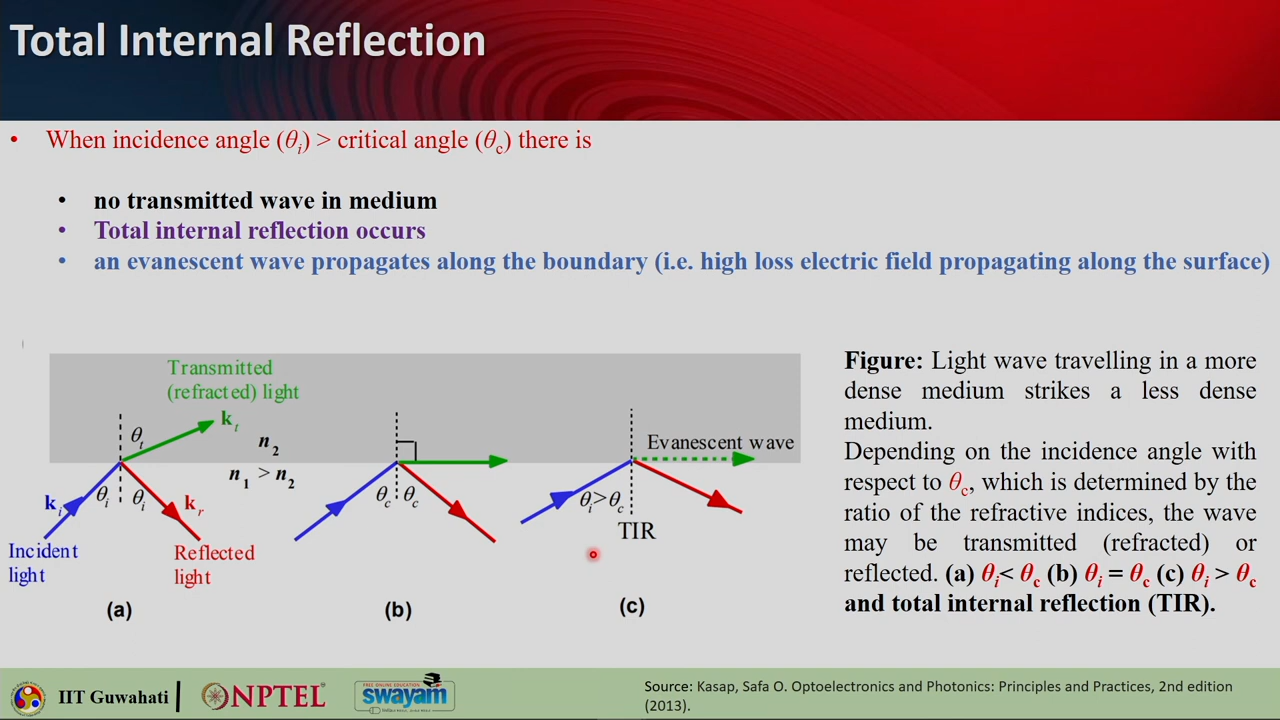 Total Internal Reflection
• When incidence angle (θi) > critical angle (θc) there is
• no transmitted wave in medium
• Total internal reflection occurs
• an evanescent wave propagates along the boundary (i.e. high loss electric field propagating along the surface)
Transmitted
(refracted) light
θt
kt
n2
n1 > n2
θi θi
ki
kr
Incident
light
Reflected
light
(a)
θc θc
(b)
Evanescent wave
θi>θc
TIR
(c)
Figure: Light wave travelling in a more
dense medium strikes a less dense
medium.
Depending on the incidence angle with
respect to θc, which is determined by the
ratio of the refractive indices, the wave
may be transmitted (refracted) or
reflected. (a) θi< θc (b) θi = θc (c) θi > θc
and total internal reflection (TIR).
IIT Guwahati
NPTEL
FREE ONLINE EDUCATION
swayam
Source: Kasap, Safa O. Optoelectronics and Photonics: Principles and Practices, 2nd edition
(2013).